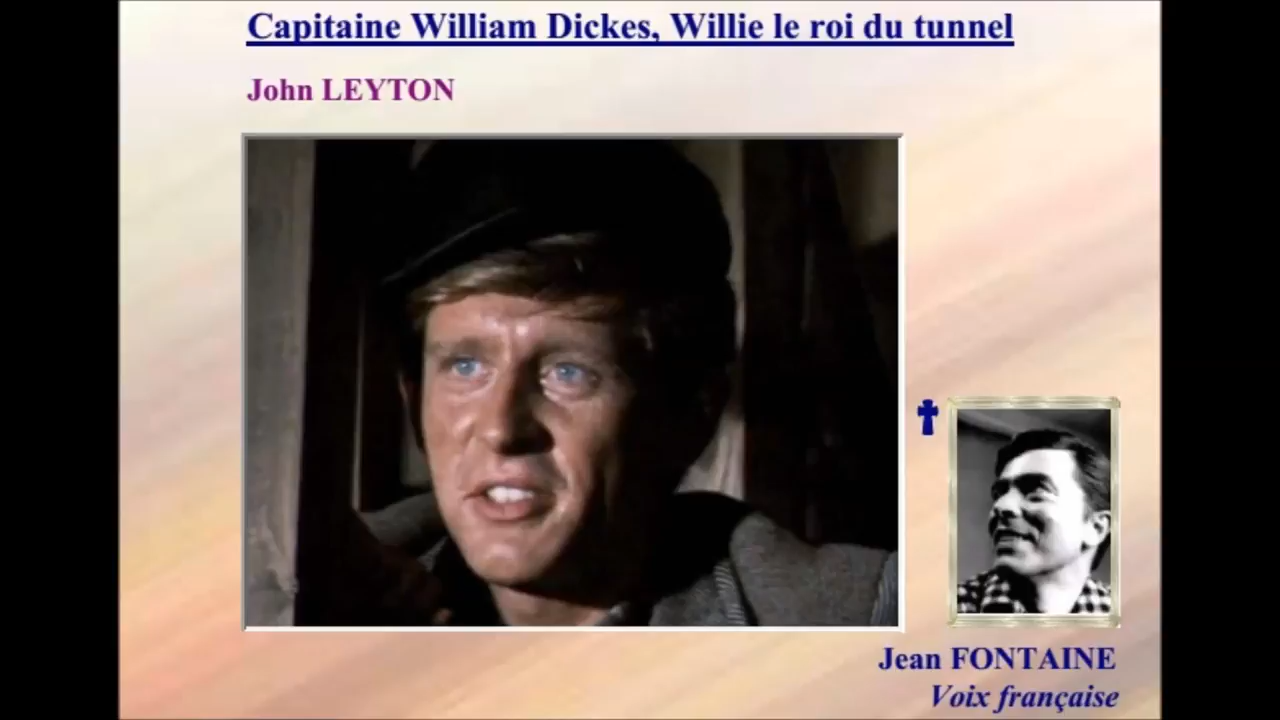 Capitaine William Dickes, Willie le roi du tunnel
John LEYTON
Jean FONTAINE
Voix française